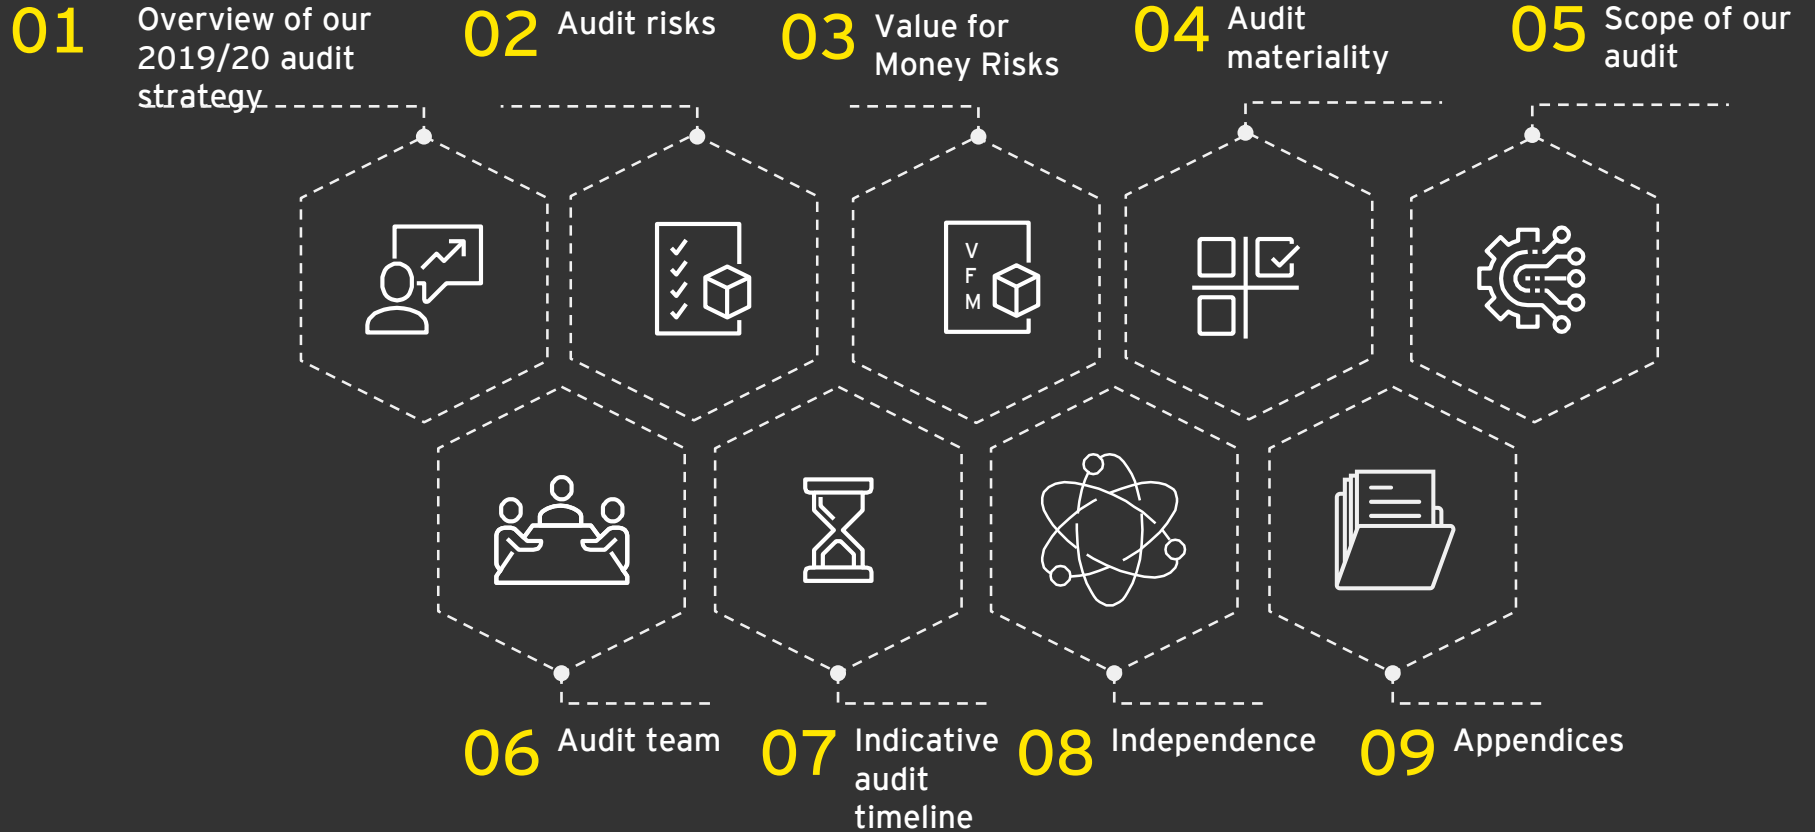 01 Overview of our
2019/20 audit
strategy
02 Audit risks
03 Value for
Money Risks
04 Audit
materiality
05 Scope of our
audit
V
F
M
06 Audit team
07 Indicative
audit
timeline
08 Independence
09 Appendices